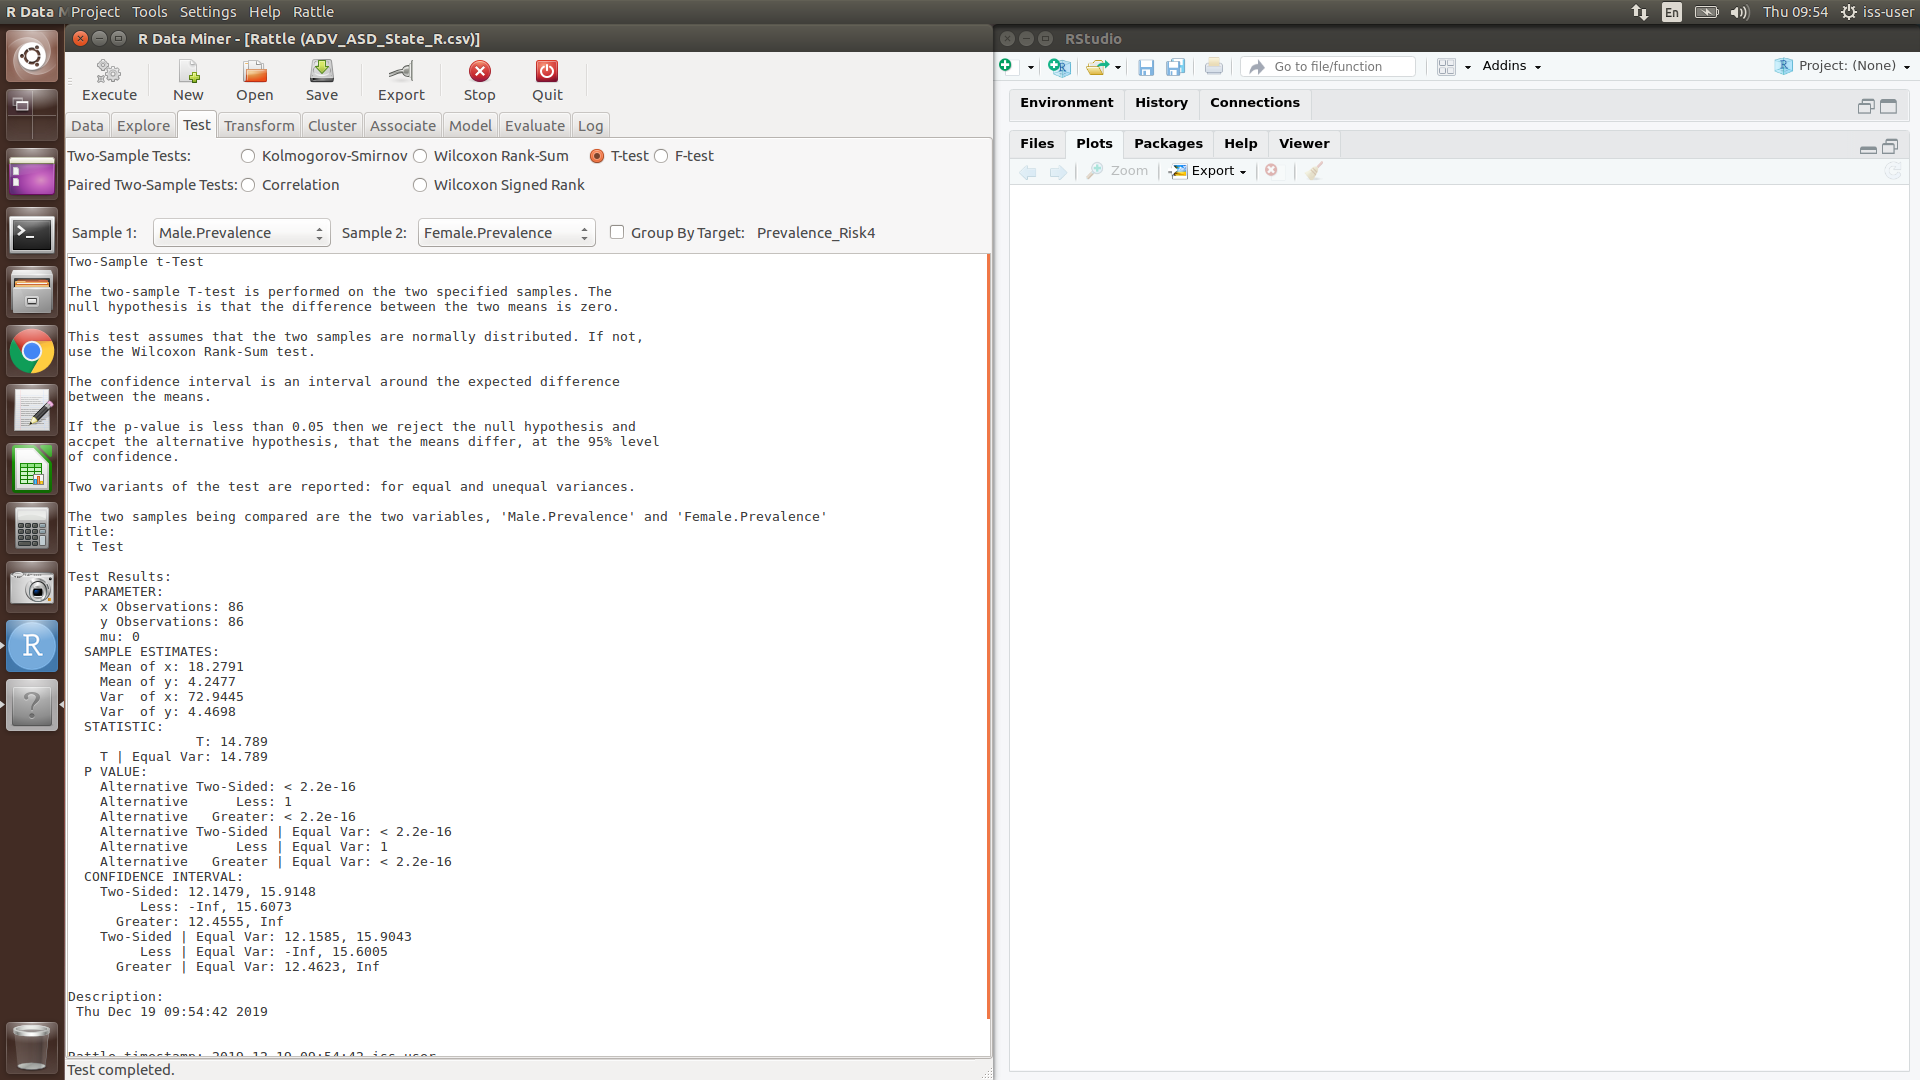 R Data M Project Tools Settings Help Rattle
En Thu 09:54 iss-user
R Data Miner - [Rattle (ADV_ASD_State_R.csv)]
RStudio
Execute New Open Save Export Stop Quit
Go to file/function Addins Project: (None)
Data Explore Test Transform Cluster Associate Model Evaluate Log
Environment History Connections
Files Plots Packages Help Viewer
Zoom Export
Two-Sample Tests: Kolmogorov-Smirnov Wilcoxon Rank-Sum T-test F-test
Paired Two-Sample Tests: Correlation Wilcoxon Signed Rank
Sample 1: Male.Prevalence Sample 2: Female.Prevalence Group By Target: Prevalence_Risk4
Two-Sample t-Test
The two-sample T-test is performed on the two specified samples. The
null hypothesis is that the difference between the two means is zero.
This test assumes that the two samples are normally distributed. If not,
use the Wilcoxon Rank-Sum test.
The confidence interval is an interval around the expected difference
between the means.
If the p-value is less than 0.05 then we reject the null hypothesis and
accpet the alternative hypothesis, that the means differ, at the 95% level
of confidence.
Two variants of the test are reported: for equal and unequal variances.
The two samples being compared are the two variables, 'Male.Prevalence' and 'Female.Prevalence'
Title:
t Test
Test Results:
PARAMETER:
x Observations: 86
y Observations: 86
mu: 0
SAMPLE ESTIMATES:
Mean of x: 18.2791
Mean of y: 4.2477
Var of x: 72.9445
Var of y: 4.4698
STATISTIC:
T: 14.789
T | Equal Var: 14.789
P VALUE:
Alternative Two-Sided: < 2.2e-16
Alternative Less: 1
Alternative Greater: < 2.2e-16
Alternative Two-Sided | Equal Var: < 2.2e-16
Alternative Less | Equal Var: 1
Alternative Greater | Equal Var: < 2.2e-16
CONFIDENCE INTERVAL:
Two-Sided: 12.1479, 15.9148
Less: -Inf, 15.6073
Greater: 12.4555, Inf
Two-Sided | Equal Var: 12.1585, 15.9043
Less | Equal Var: -Inf, 15.6005
Greater | Equal Var: 12.4623, Inf
Description:
Thu Dec 19 09:54:42 2019
Rattle timestamp: 2019-12-19 09:54:42 iss-user
Test completed.